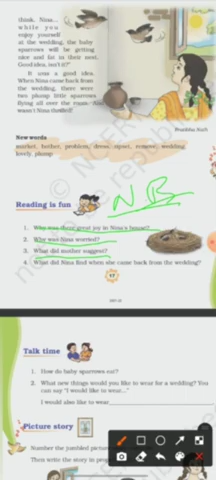 think. Nina...
while you
enjoy yourself
at the wedding, the baby
sparrows will be getting
nice and fat in their nest.
Good idea, isn't it?"
It was a good idea.
When Nina came back from
the wedding, there were
two plump little sparrows
flying all over the room.
wasn't Nina thrilled!
New words
market, bother, problem, dress, upset, remove, wedding
lovely, plump
Reading is fun
NB
1. Why was there great joy in Nina's house?
2. Why was Nina worried?
3. What did mother suggest?
4. What did Nina find when she came back from the wedding?
17
Talk time
1. How do baby sparrows eat?
2. What new things would you like to wear for a wedding? You
can say "I would like to wear..."
I would also like to wear
Picture story
Number the jumbled pictu
Then write the story in